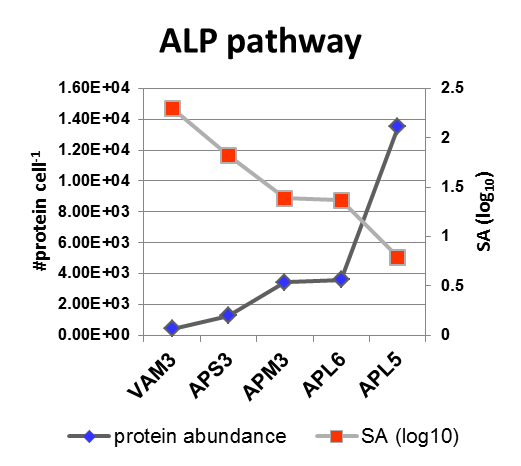 ALP pathway
1.60E+04
1.40E+04
1.20E+04
1.00E+04
8.00E+03
6.00E+03
4.00E+03
2.00E+03
0.00E+00
#protein cell-1
2.5
2
1.5
1
0.5
0
SA (log10)
VAM3
APS3
APM3
APL6
APL5
protein abundance SA (log10)